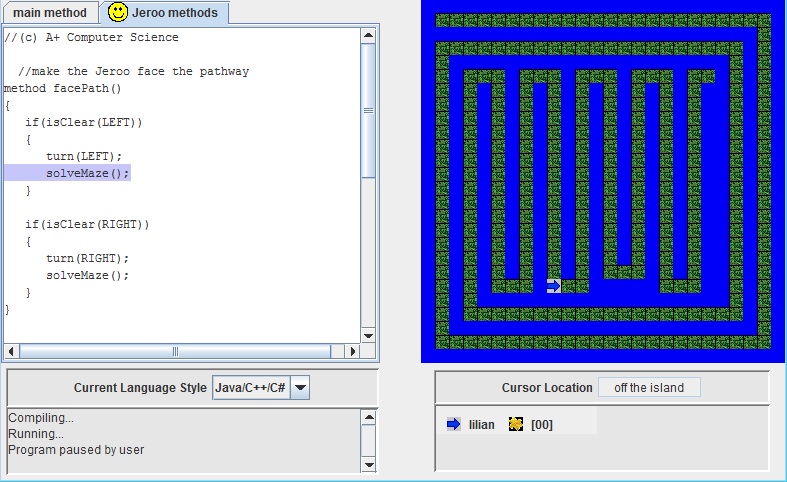 main method
Jeroo methods
//(c) A+ Computer Science
//make the Jeroo face the pathway
method facePath()
{
if(isClear(LEFT))
{
turn(LEFT);
solveMaze();
}
if(isClear(RIGHT))
{
turn(RIGHT);
solveMaze();
}
}
Current Language Style Java/C++/C#
Compiling...
Running...
Program paused by user
Cursor Location off the island
lilian [00]